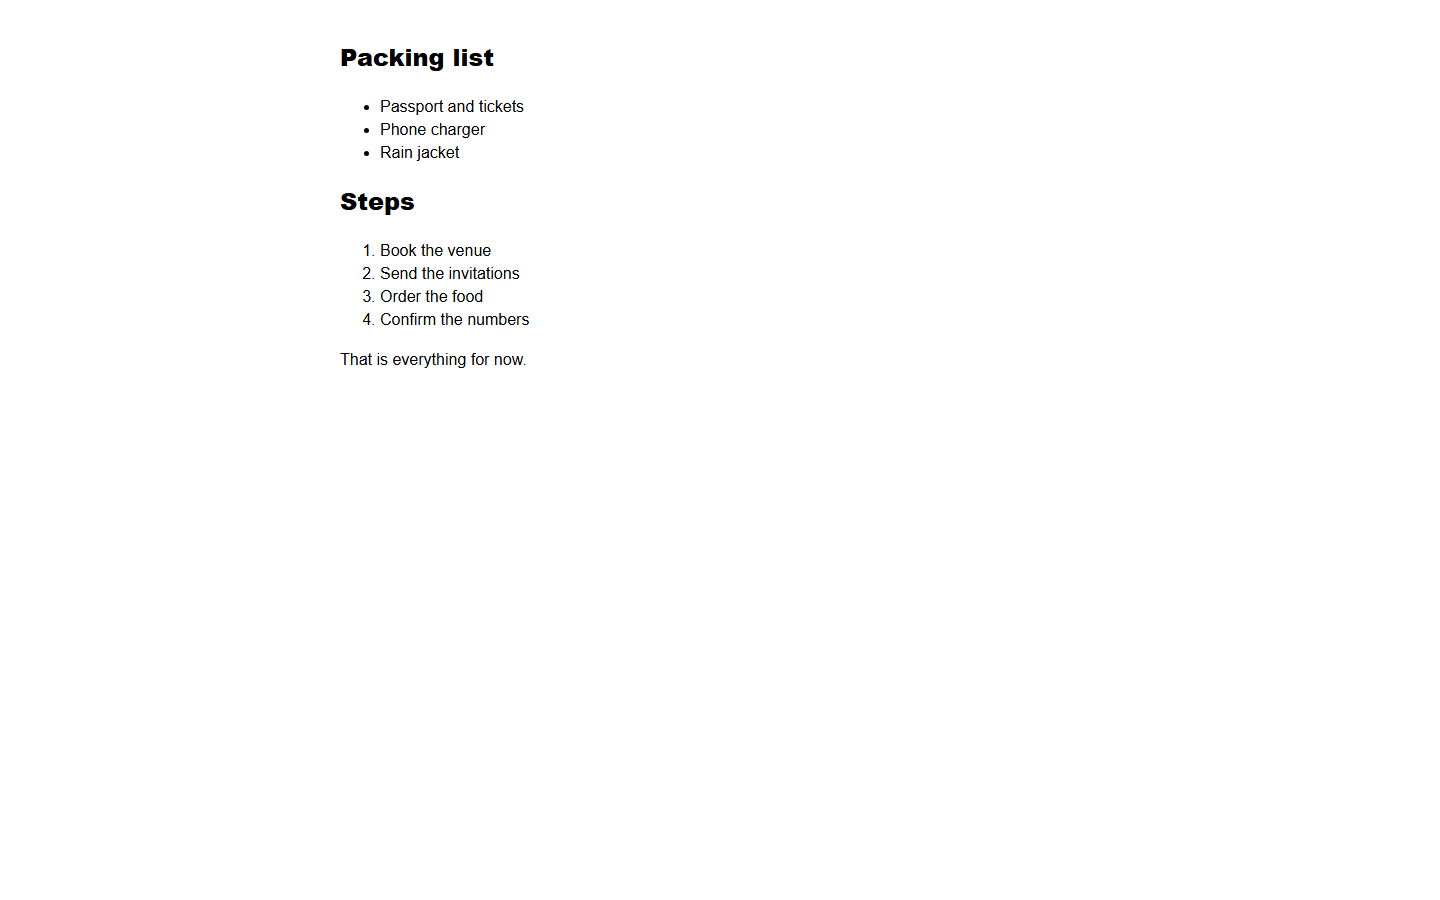 Packing list
• Passport and tickets
• Phone charger
• Rain jacket
Steps
1. Book the venue
2. Send the invitations
3. Order the food
4. Confirm the numbers
That is everything for now.